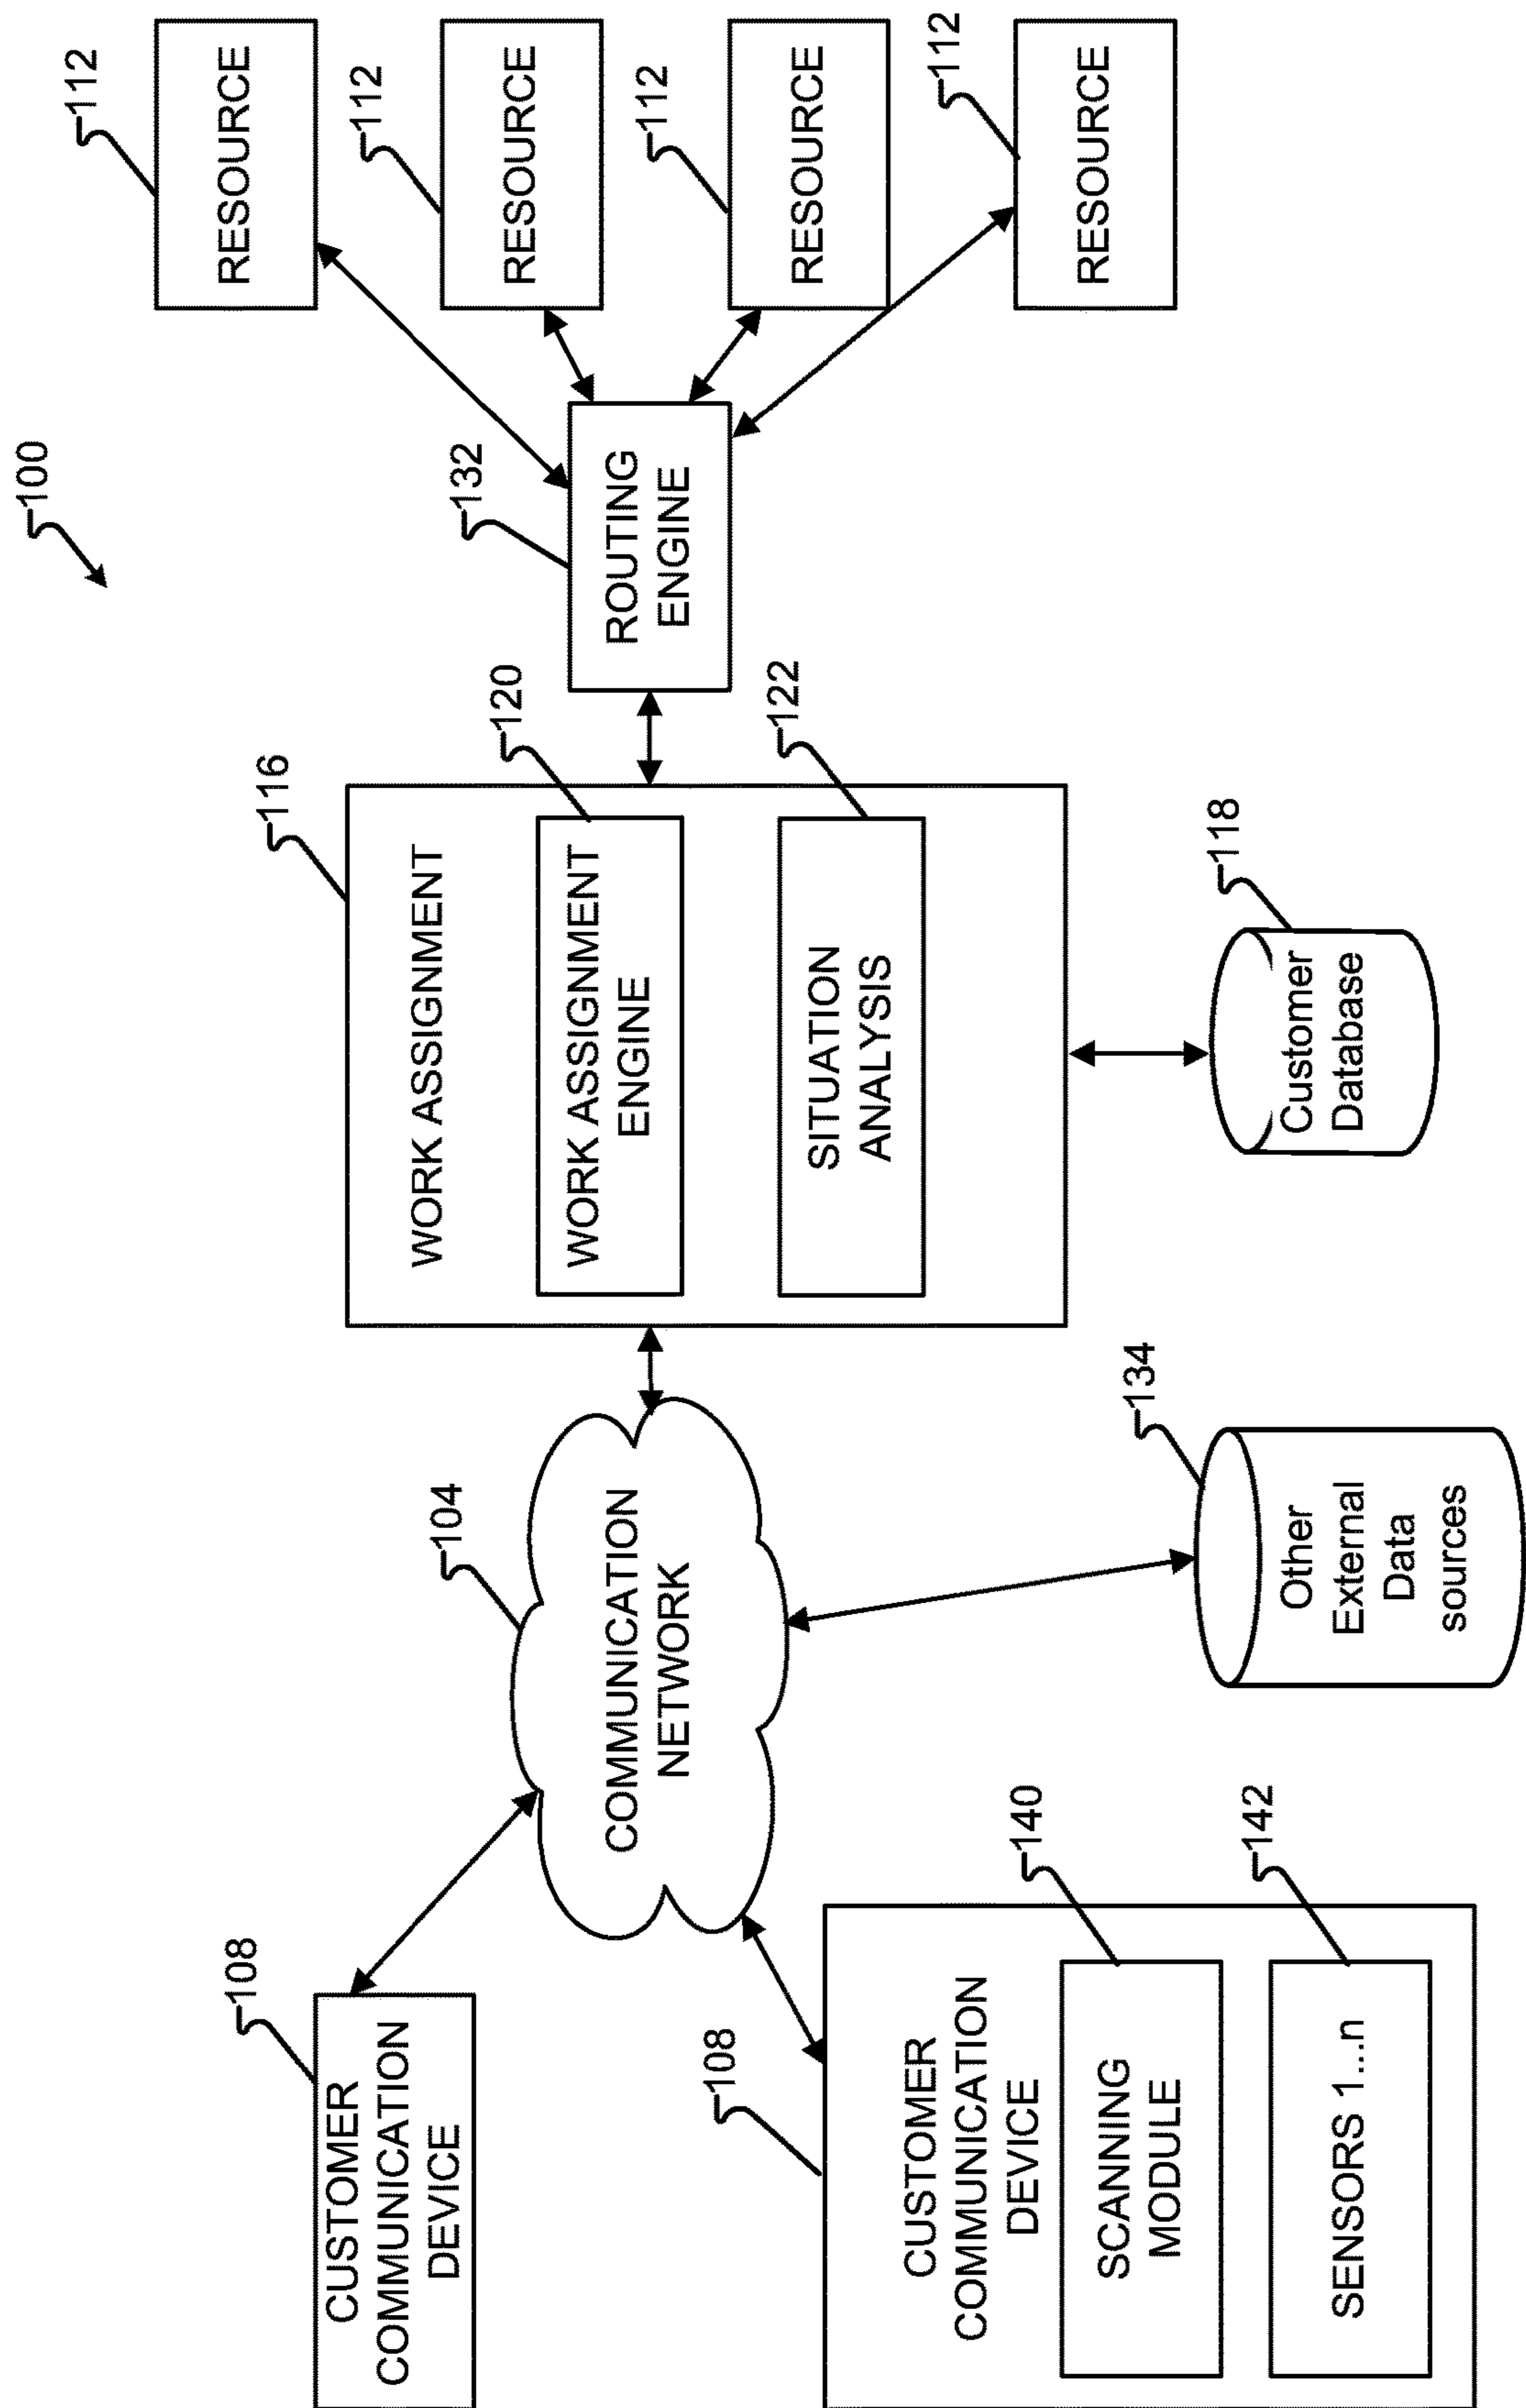 100
108
CUSTOMER
COMMUNICATION
DEVICE
108
CUSTOMER
COMMUNICATION
DEVICE
SCANNING
MODULE
140
SENSORS 1...n
142
104
COMMUNICATION
NETWORK
134
Other
External
Data
sources
116
WORK ASSIGNMENT
WORK ASSIGNMENT
ENGINE
120
SITUATION
ANALYSIS
122
118
Customer
Database
132
ROUTING
ENGINE
112
RESOURCE
112
RESOURCE
112
RESOURCE
112
RESOURCE